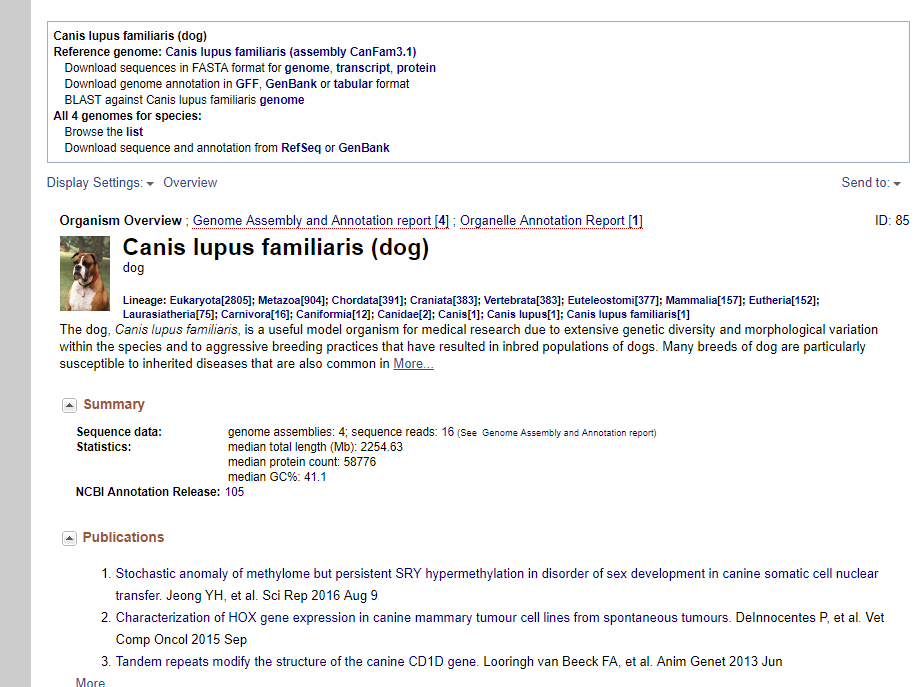 Canis lupus familiaris (dog)
Reference genome: Canis lupus familiaris (assembly CanFam3.1)
Download sequences in FASTA format for genome, transcript, protein
Download genome annotation in GFF, GenBank or tabular format
BLAST against Canis lupus familiaris genome
All 4 genomes for species:
Browse the list
Download sequence and annotation from RefSeq or GenBank
Display Settings: Overview Send to:
Organism Overview ; Genome Assembly and Annotation report [4] ; Organelle Annotation Report [1] ID: 85
Canis lupus familiaris (dog)
dog
Lineage: Eukaryota[2805]; Metazoa[904]; Chordata[391]; Craniata[383]; Vertebrata[383]; Euteleostomi[377]; Mammalia[157]; Eutheria[152];
Laurasiatheria[75]; Carnivora[16]; Caniformia[12]; Canidae[2]; Canis[1]; Canis lupus[1]; Canis lupus familiaris[1]
The dog, Canis lupus familiaris, is a useful model organism for medical research due to extensive genetic diversity and morphological variation
within the species and to aggressive breeding practices that have resulted in inbred populations of dogs. Many breeds of dog are particularly
susceptible to inherited diseases that are also common in More...
Summary
Sequence data: genome assemblies: 4; sequence reads: 16 (See Genome Assembly and Annotation report)
Statistics: median total length (Mb): 2254.63
median protein count: 58776
median GC%: 41.1
NCBI Annotation Release: 105
Publications
1. Stochastic anomaly of methylome but persistent SRY hypermethylation in disorder of sex development in canine somatic cell nuclear
transfer. Jeong YH, et al. Sci Rep 2016 Aug 9
2. Characterization of HOX gene expression in canine mammary tumour cell lines from spontaneous tumours. DeInnocentes P, et al. Vet
Comp Oncol 2015 Sep
3. Tandem repeats modify the structure of the canine CD1D gene. Looringh van Beeck FA, et al. Anim Genet 2013 Jun
More